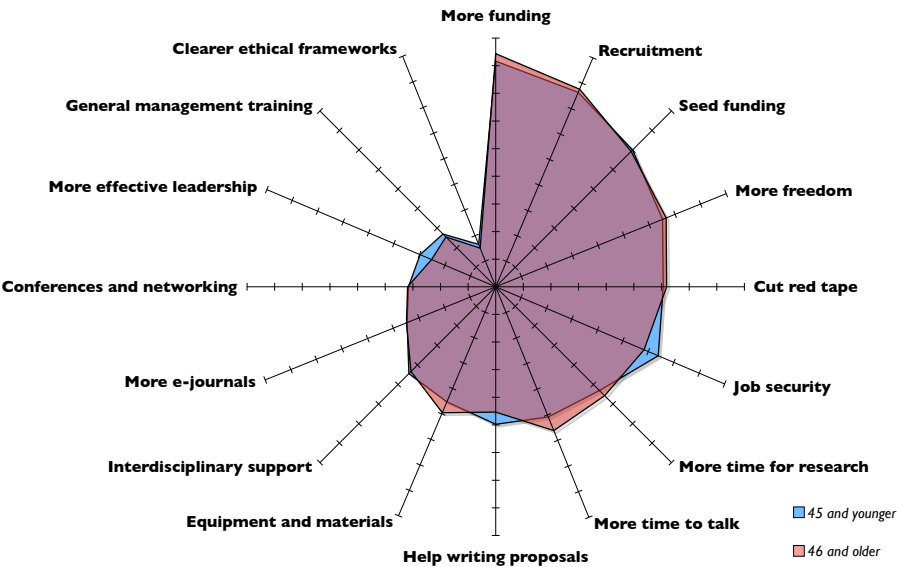 More funding
Recruitment
Seed funding
More freedom
Cut red tape
Job security
More time for research
More time to talk
Help writing proposals
Equipment and materials
Interdisciplinary support
More e-journals
Conferences and networking
More effective leadership
General management training
Clearer ethical frameworks
45 and younger
46 and older